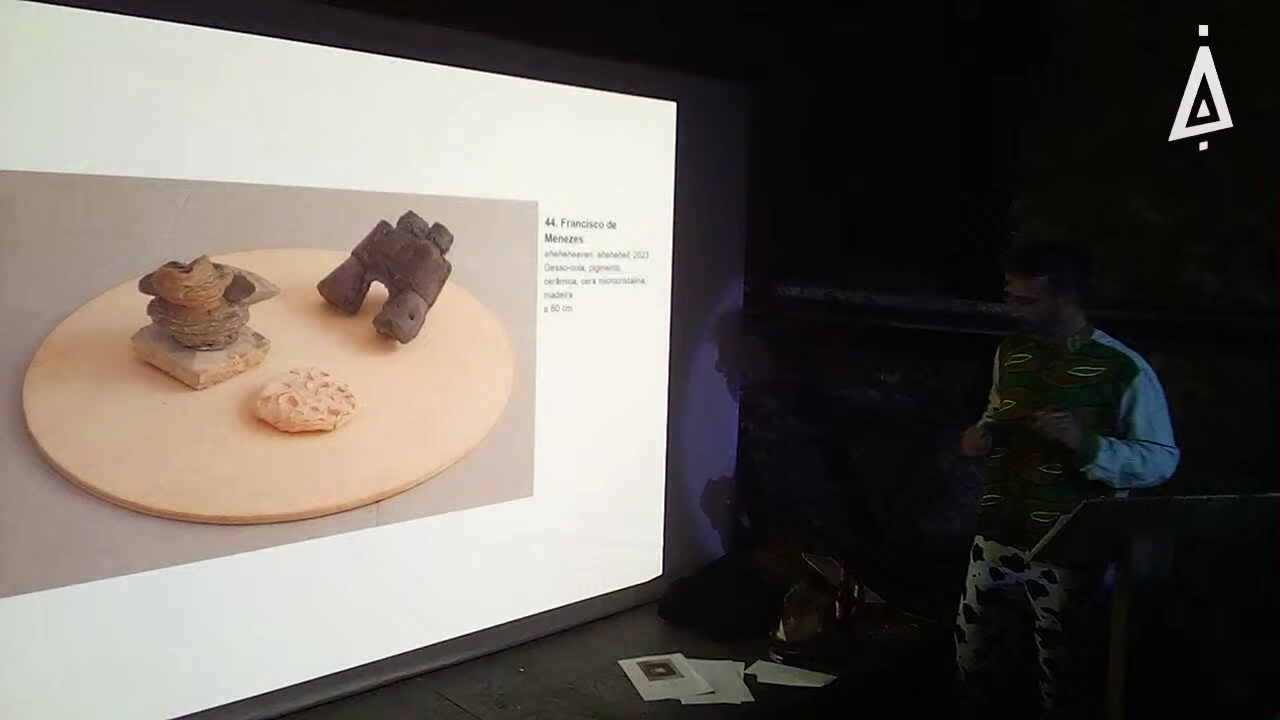 44. Francisco de
Menezes
2023
Gesso-cola, pigmento,
cerâmica, cera microcristalina,
madeira
ø 60 cm